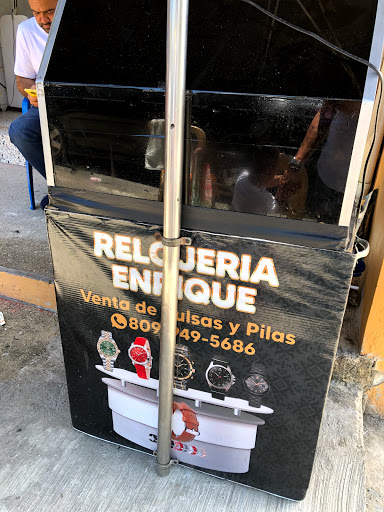 RELOJERIA
ENRIQUE
Venta de Pulsas y Pilas
809-949-5686